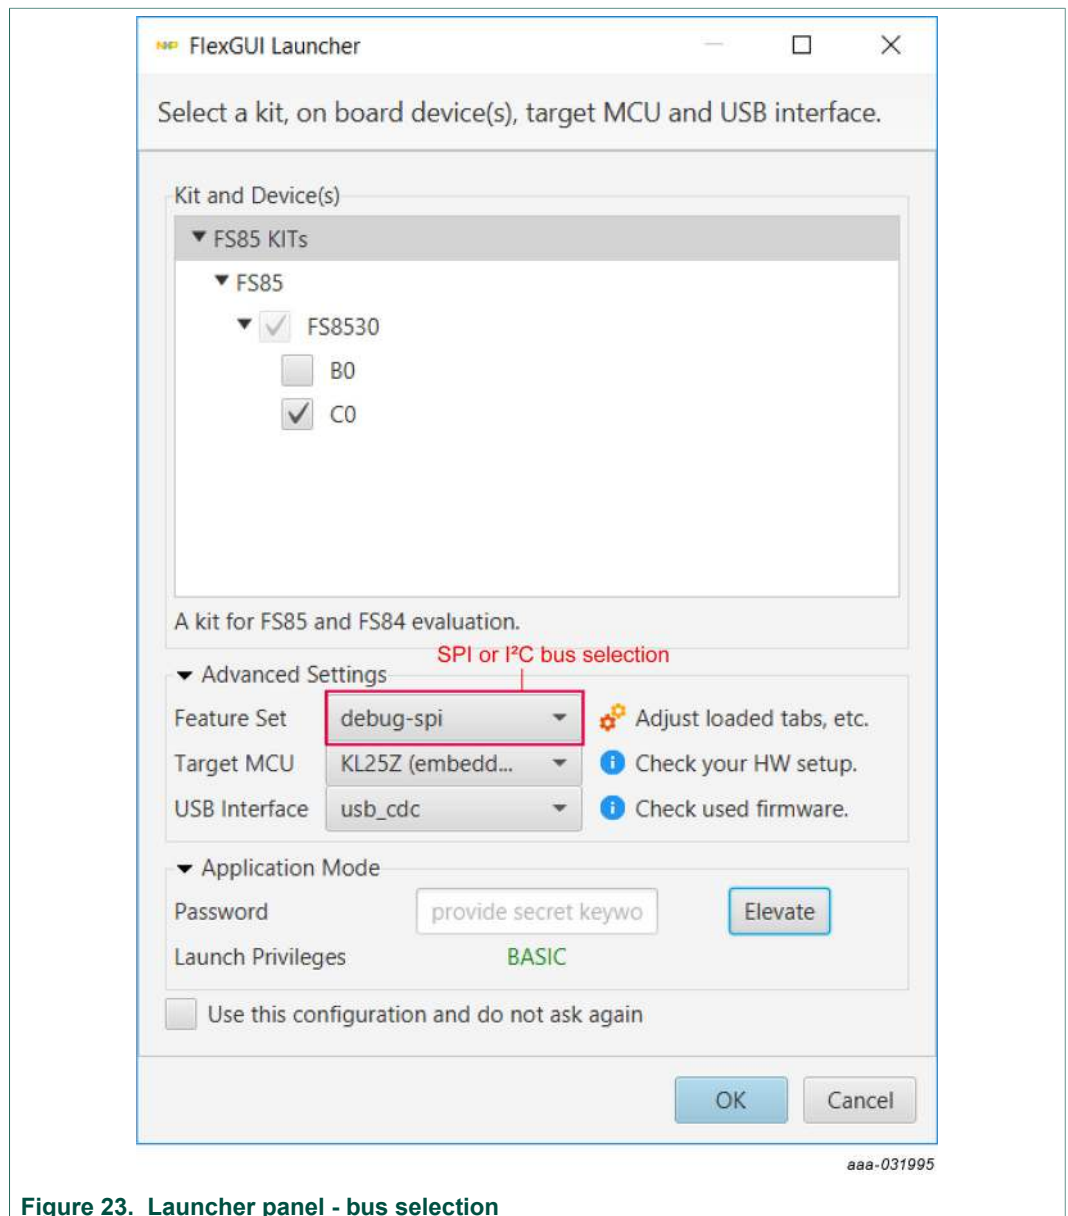 NXP FlexGUI Launcher
Select a kit, on board device(s), target MCU and USB interface.
Kit and Device(s)
FS85 KITs
FS85
FS8530
B0
C0
A kit for FS85 and FS84 evaluation.
SPI or I²C bus selection
Advanced Settings
Feature Set debug-spi Adjust loaded tabs, etc.
Target MCU KL25Z (embedd... Check your HW setup.
USB Interface usb_cdc Check used firmware.
Application Mode
Password provide secret keywo Elevate
Launch Privileges BASIC
Use this configuration and do not ask again
OK Cancel
aaa-031995
Figure 23. Launcher panel - bus selection